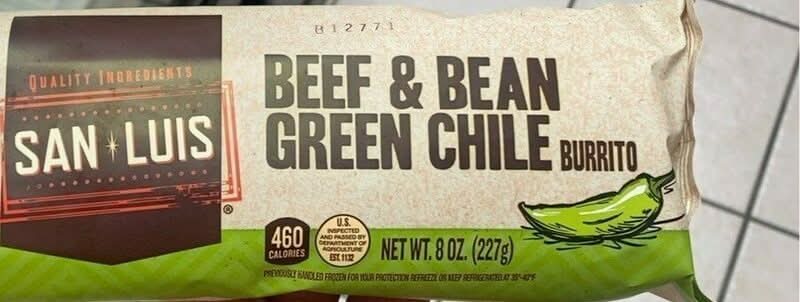 B12771
QUALITY INGREDIENTS
SAN LUIS
®
BEEF & BEAN
GREEN CHILE BURRITO
460
CALORIES
U.S.
INSPECTED
AND PASSED BY
DEPARTMENT OF
AGRICULTURE
EST. 1132
NET WT. 8 OZ. (227g)
PREVIOUSLY HANDLED FROZEN FOR YOUR PROTECTION REFREEZE OR KEEP REFRIGERATED AT 35°-40°F